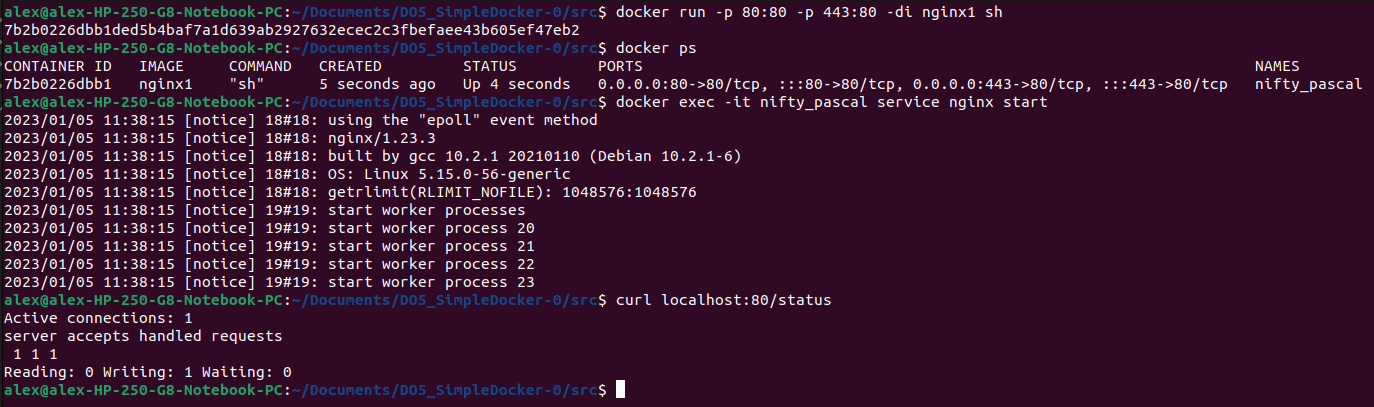 alex@alex-HP-250-G8-Notebook-PC:~/Documents/DO5_SimpleDocker-0/src$ docker run -p 80:80 -p 443:80 -di nginx1 sh
7b2b0226dbb1ded5b4baf7a1d639ab2927632ecec2c3fbefaee43b605ef47eb2
alex@alex-HP-250-G8-Notebook-PC:~/Documents/DO5_SimpleDocker-0/src$ docker ps
CONTAINER ID   IMAGE     COMMAND   CREATED         STATUS         PORTS                                                                      NAMES
7b2b0226dbb1   nginx1    "sh"      5 seconds ago   Up 4 seconds   0.0.0.0:80->80/tcp, :::80->80/tcp, 0.0.0.0:443->80/tcp, :::443->80/tcp   nifty_pascal
alex@alex-HP-250-G8-Notebook-PC:~/Documents/DO5_SimpleDocker-0/src$ docker exec -it nifty_pascal service nginx start
2023/01/05 11:38:15 [notice] 18#18: using the "epoll" event method
2023/01/05 11:38:15 [notice] 18#18: nginx/1.23.3
2023/01/05 11:38:15 [notice] 18#18: built by gcc 10.2.1 20210110 (Debian 10.2.1-6)
2023/01/05 11:38:15 [notice] 18#18: OS: Linux 5.15.0-56-generic
2023/01/05 11:38:15 [notice] 18#18: getrlimit(RLIMIT_NOFILE): 1048576:1048576
2023/01/05 11:38:15 [notice] 19#19: start worker processes
2023/01/05 11:38:15 [notice] 19#19: start worker process 20
2023/01/05 11:38:15 [notice] 19#19: start worker process 21
2023/01/05 11:38:15 [notice] 19#19: start worker process 22
2023/01/05 11:38:15 [notice] 19#19: start worker process 23
alex@alex-HP-250-G8-Notebook-PC:~/Documents/DO5_SimpleDocker-0/src$ curl localhost:80/status
Active connections: 1
server accepts handled requests
 1 1 1
Reading: 0 Writing: 1 Waiting: 0
alex@alex-HP-250-G8-Notebook-PC:~/Documents/DO5_SimpleDocker-0/src$